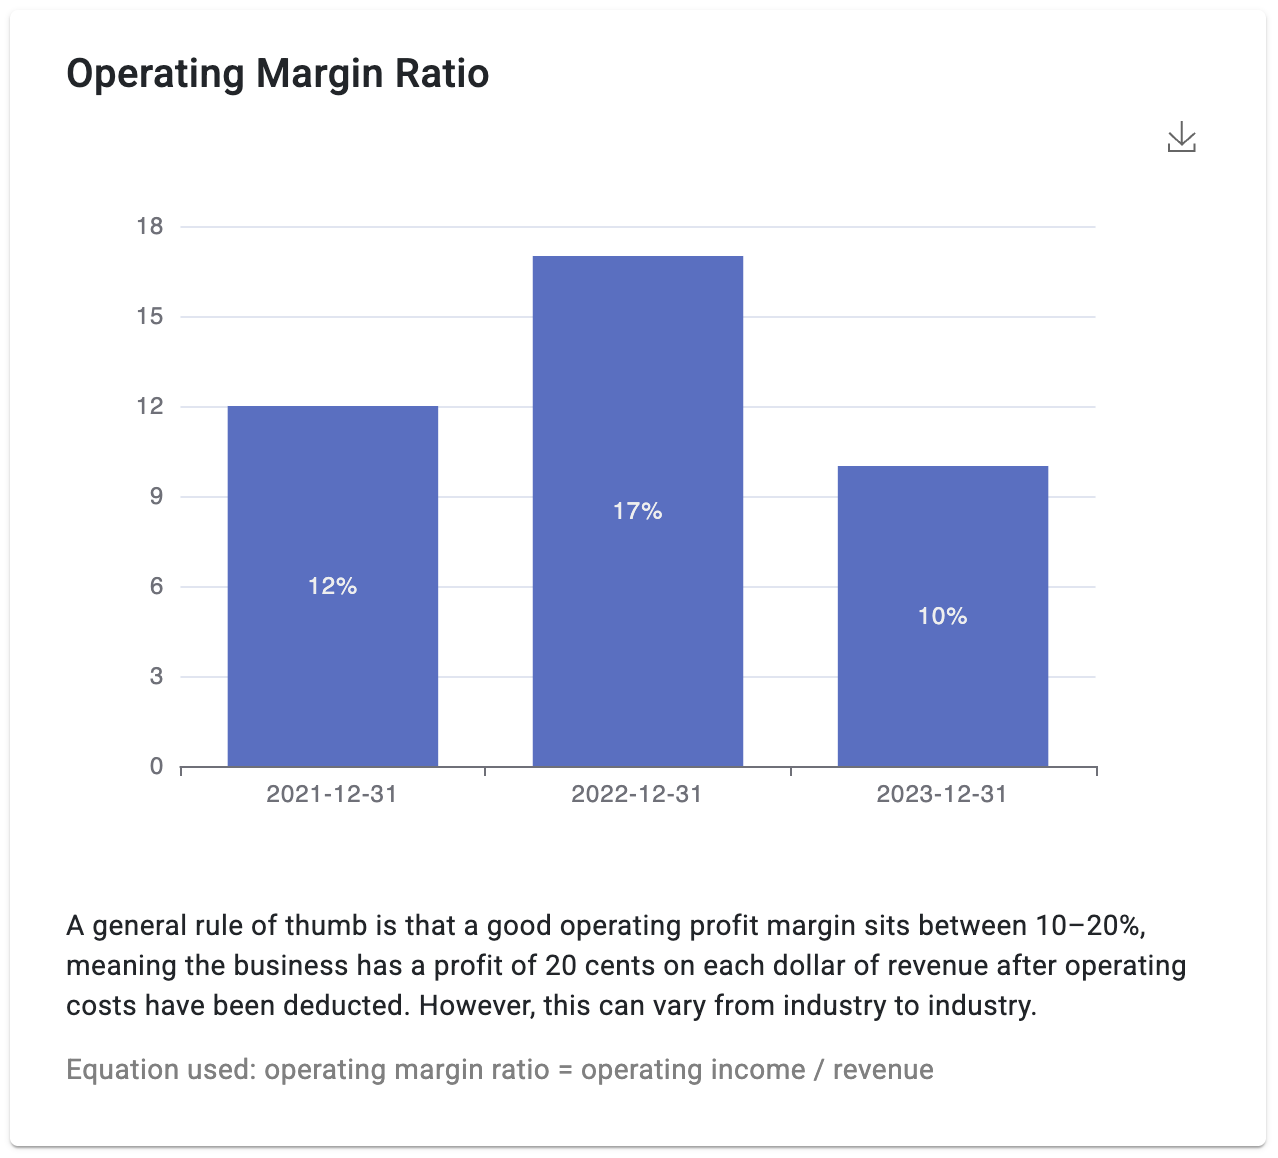 Operating Margin Ratio
18
15
12
9
6
3
0
12%
17%
10%
2021-12-31
2022-12-31
2023-12-31
A general rule of thumb is that a good operating profit margin sits between 10–20%,
meaning the business has a profit of 20 cents on each dollar of revenue after operating
costs have been deducted. However, this can vary from industry to industry.
Equation used: operating margin ratio = operating income / revenue